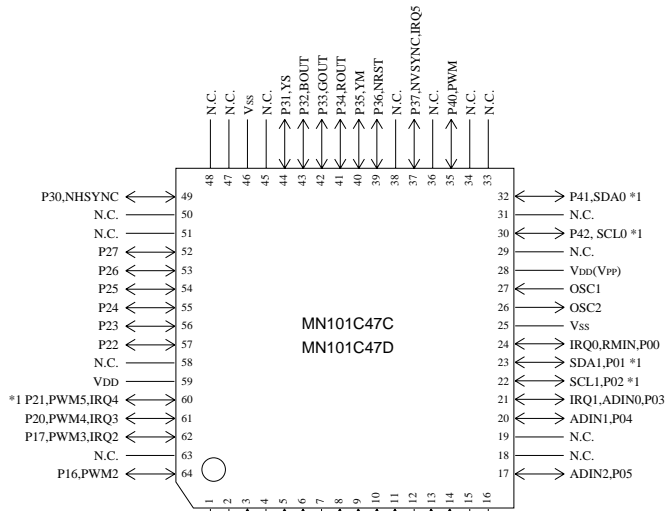 N.C.
N.C.
Vss
N.C.
P31,YS
P32,BOUT
P33,GOUT
P34,ROUT
P35,YM
P36,NRST
N.C.
P37,NVSYNC,IRQ5
N.C.
P40,PWM
N.C.
N.C.
48
47
46
45
44
43
42
41
40
39
38
37
36
35
34
33
P30,NHSYNC 49
N.C. 50
N.C. 51
P27 52
P26 53
P25 54
P24 55
P23 56
P22 57
N.C. 58
VDD 59
*1 P21,PWM5,IRQ4 60
P20,PWM4,IRQ3 61
P17,PWM3,IRQ2 62
N.C. 63
P16,PWM2 64
MN101C47C
MN101C47D
32 P41,SDA0 *1
31 N.C.
30 P42, SCL0 *1
29 N.C.
28 VDD(VPP)
27 OSC1
26 OSC2
25 Vss
24 IRQ0,RMIN,P00
23 SDA1,P01 *1
22 SCL1,P02 *1
21 IRQ1,ADIN0,P03
20 ADIN1,P04
19 N.C.
18 N.C.
17 ADIN2,P05
1
2
3
4
5
6
7
8
9
10
11
12
13
14
15
16